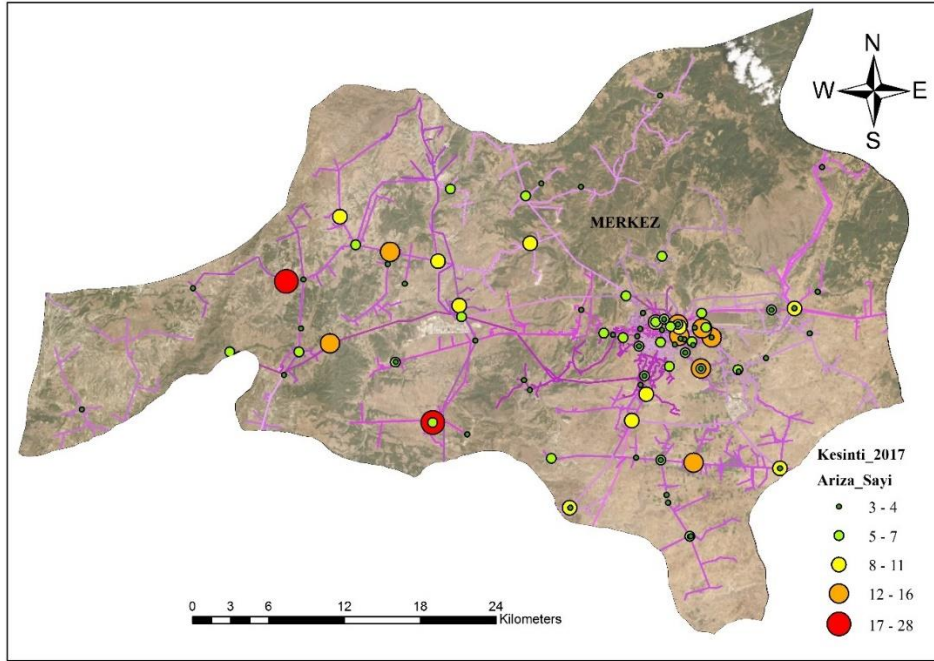 N
W E
S
MERKEZ
Kesinti_2017
Ariza_Sayi
3 - 4
5 - 7
8 - 11
12 - 16
17 - 28
0 3 6 12 18 24
Kilometers